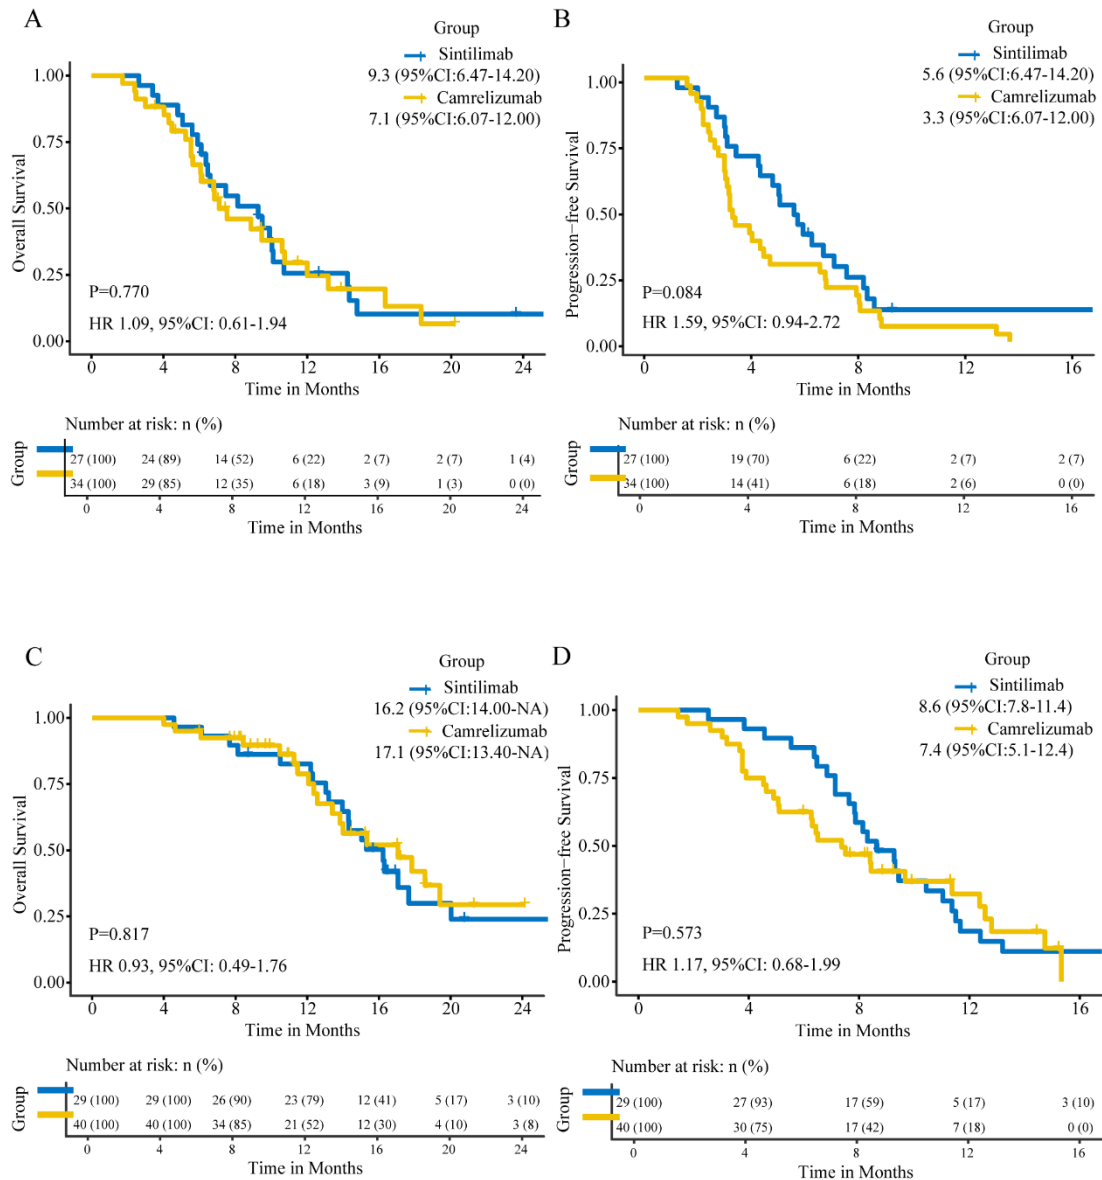 A
Group
Sintilimab
9.3 (95%CI:6.47-14.20)
Camrelizumab
7.1 (95%CI:6.07-12.00)
1.00
0.75
0.50
0.25
0.00
Overall Survival
P=0.770
HR 1.09, 95%CI: 0.61-1.94
0 4 8 12 16 20 24
Time in Months
Number at risk: n (%)
Group
27 (100) 24 (89) 14 (52) 6 (22) 2 (7) 2 (7) 1 (4)
34 (100) 29 (85) 12 (35) 6 (18) 3 (9) 1 (3) 0 (0)
0 4 8 12 16 20 24
Time in Months
B
Group
Sintilimab
5.6 (95%CI:6.47-14.20)
Camrelizumab
3.3 (95%CI:6.07-12.00)
1.00
0.75
0.50
0.25
0.00
Progression-free Survival
P=0.084
HR 1.59, 95%CI: 0.94-2.72
0 4 8 12 16
Time in Months
Number at risk: n (%)
Group
27 (100) 19 (70) 6 (22) 2 (7) 2 (7)
34 (100) 14 (41) 6 (18) 2 (6) 0 (0)
0 4 8 12 16
Time in Months
C
Group
Sintilimab
16.2 (95%CI:14.00-NA)
Camrelizumab
17.1 (95%CI:13.40-NA)
1.00
0.75
0.50
0.25
0.00
Overall Survival
P=0.817
HR 0.93, 95%CI: 0.49-1.76
0 4 8 12 16 20 24
Time in Months
Number at risk: n (%)
Group
29 (100) 29 (100) 26 (90) 23 (79) 12 (41) 5 (17) 3 (10)
40 (100) 40 (100) 34 (85) 21 (52) 12 (30) 4 (10) 3 (8)
0 4 8 12 16 20 24
Time in Months
D
Group
Sintilimab
8.6 (95%CI:7.8-11.4)
Camrelizumab
7.4 (95%CI:5.1-12.4)
1.00
0.75
0.50
0.25
0.00
Progression-free Survival
P=0.573
HR 1.17, 95%CI: 0.68-1.99
0 4 8 12 16
Time in Months
Number at risk: n (%)
Group
29 (100) 27 (93) 17 (59) 5 (17) 3 (10)
40 (100) 30 (75) 17 (42) 7 (18) 0 (0)
0 4 8 12 16
Time in Months